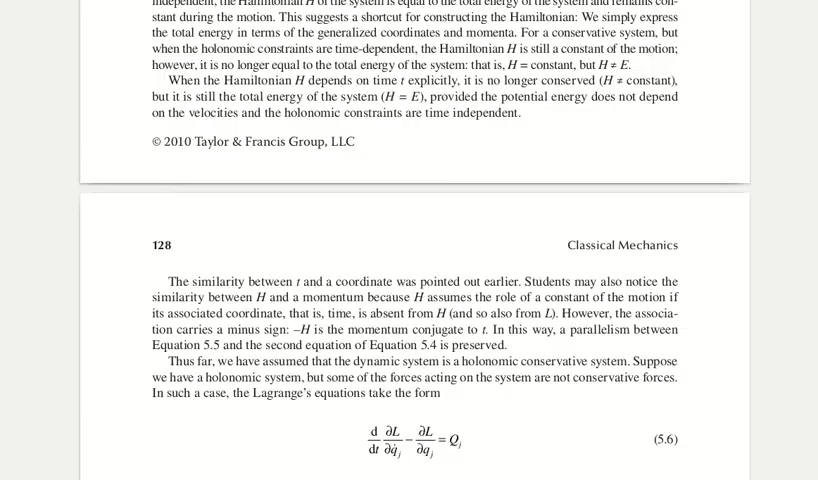 independent, the Hamiltonian H of the system is equal to the total energy of the system and remains con-
stant during the motion. This suggests a shortcut for constructing the Hamiltonian: We simply express
the total energy in terms of the generalized coordinates and momenta. For a conservative system, but
when the holonomic constraints are time-dependent, the Hamiltonian H is still a constant of the motion;
however, it is no longer equal to the total energy of the system: that is, H = constant, but H ≠ E.
When the Hamiltonian H depends on time t explicitly, it is no longer conserved (H ≠ constant),
but it is still the total energy of the system (H = E), provided the potential energy does not depend
on the velocities and the holonomic constraints are time independent.
© 2010 Taylor & Francis Group, LLC
128 Classical Mechanics
The similarity between t and a coordinate was pointed out earlier. Students may also notice the
similarity between H and a momentum because H assumes the role of a constant of the motion if
its associated coordinate, that is, time, is absent from H (and so also from L). However, the associa-
tion carries a minus sign: –H is the momentum conjugate to t. In this way, a parallelism between
Equation 5.5 and the second equation of Equation 5.4 is preserved.
Thus far, we have assumed that the dynamic system is a holonomic conservative system. Suppose
we have a holonomic system, but some of the forces acting on the system are not conservative forces.
In such a case, the Lagrange's equations take the form
d/dt ∂L/∂q̇ⱼ − ∂L/∂qⱼ = Qⱼ (5.6)